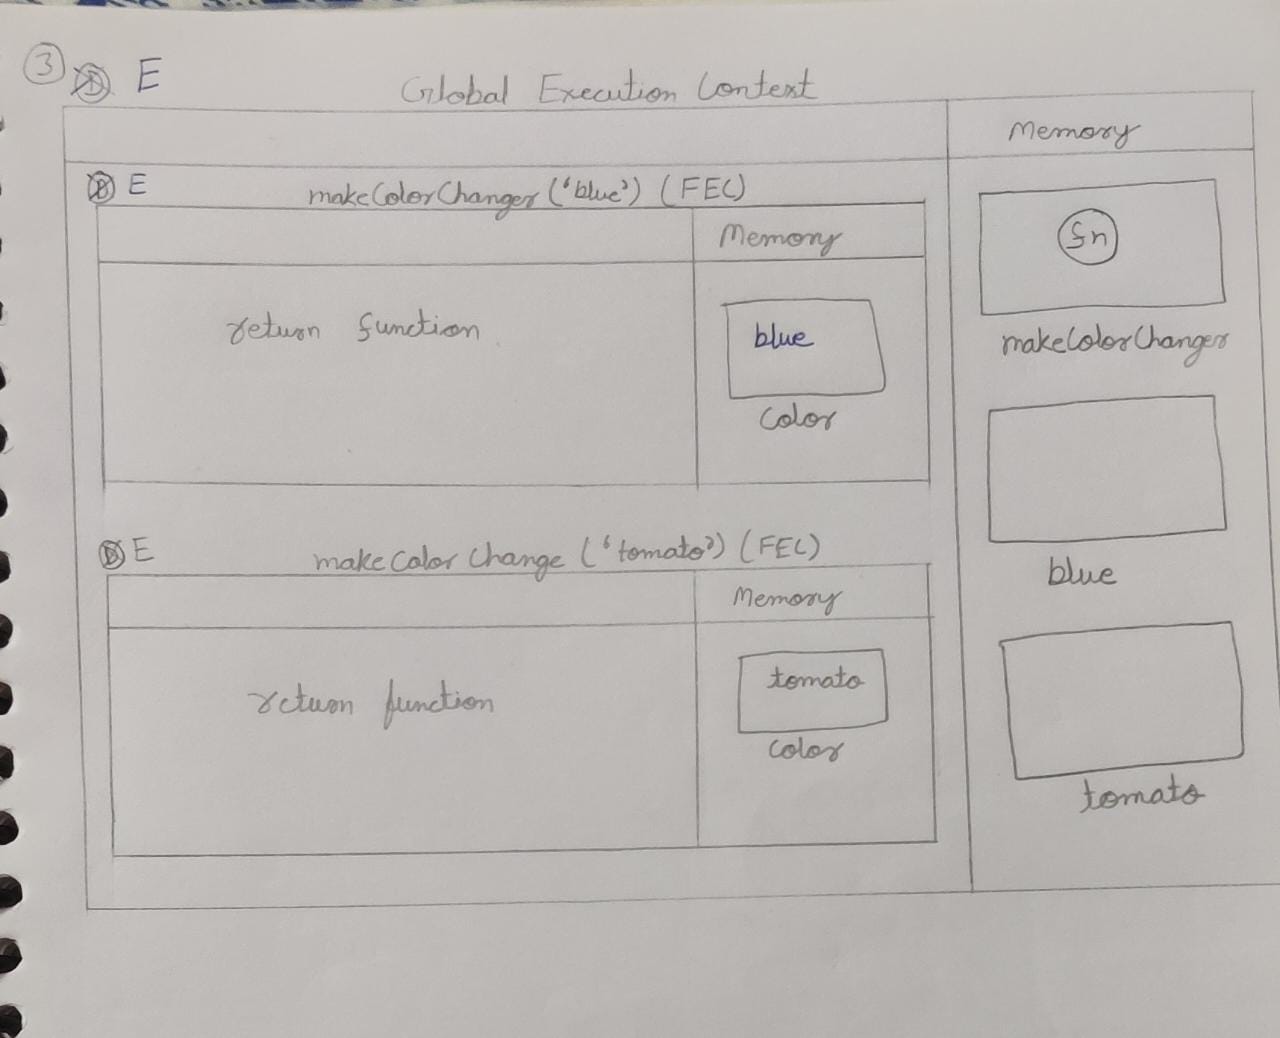 3 E
Global Execution Context
Memory
E makeColorChanger ('blue') (FEC)
Memory
return function
blue
color
fn
makeColorChanger
blue
E makeColorChange ('tomato') (FEC)
Memory
return function
tomato
color
tomato